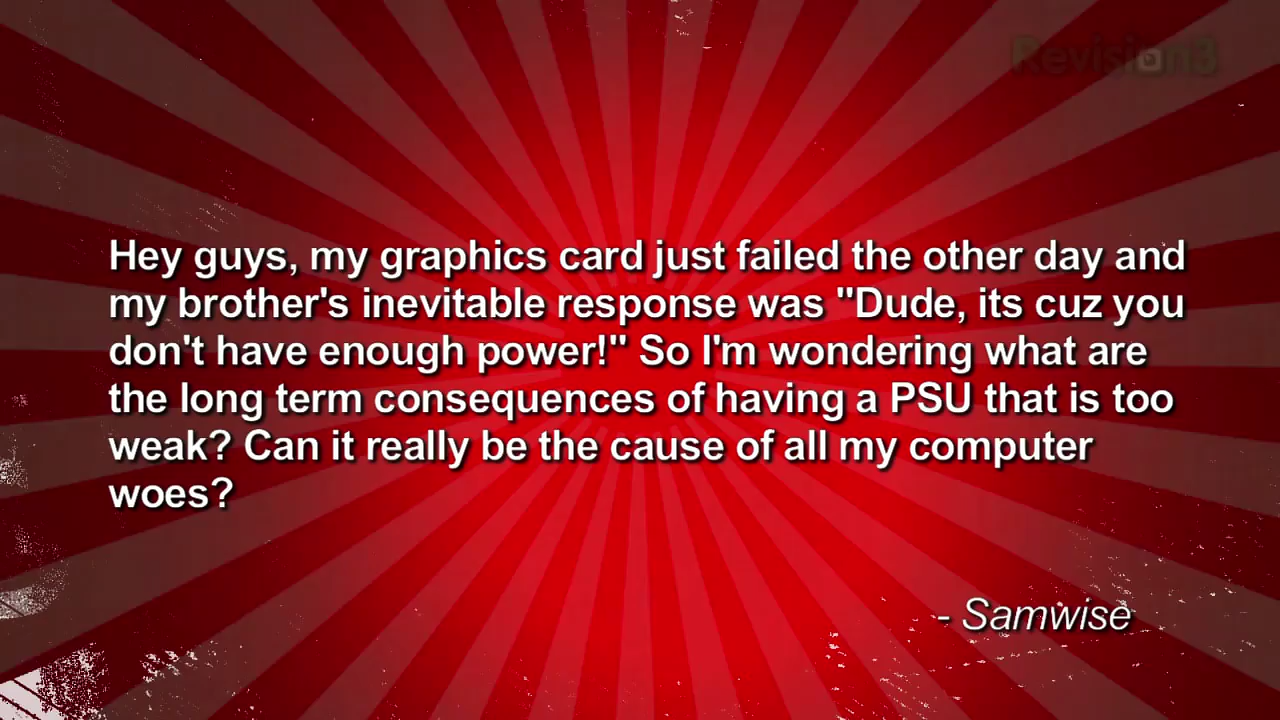 Revision3
Hey guys, my graphics card just failed the other day and
my brother's inevitable response was "Dude, its cuz you
don't have enough power!" So I'm wondering what are
the long term consequences of having a PSU that is too
weak? Can it really be the cause of all my computer
woes?
- Samwise